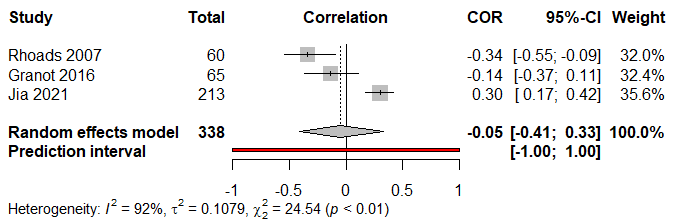 Study Total Correlation COR 95%-CI Weight
Rhoads 2007 60 -0.34 [-0.55; -0.09] 32.0%
Granot 2016 65 -0.14 [-0.37; 0.11] 32.4%
Jia 2021 213 0.30 [ 0.17; 0.42] 35.6%
Random effects model 338 -0.05 [-0.41; 0.33] 100.0%
Prediction interval [-1.00; 1.00]
-1 -0.5 0 0.5 1
Heterogeneity: I² = 92%, τ² = 0.1079, χ²₂ = 24.54 (p < 0.01)